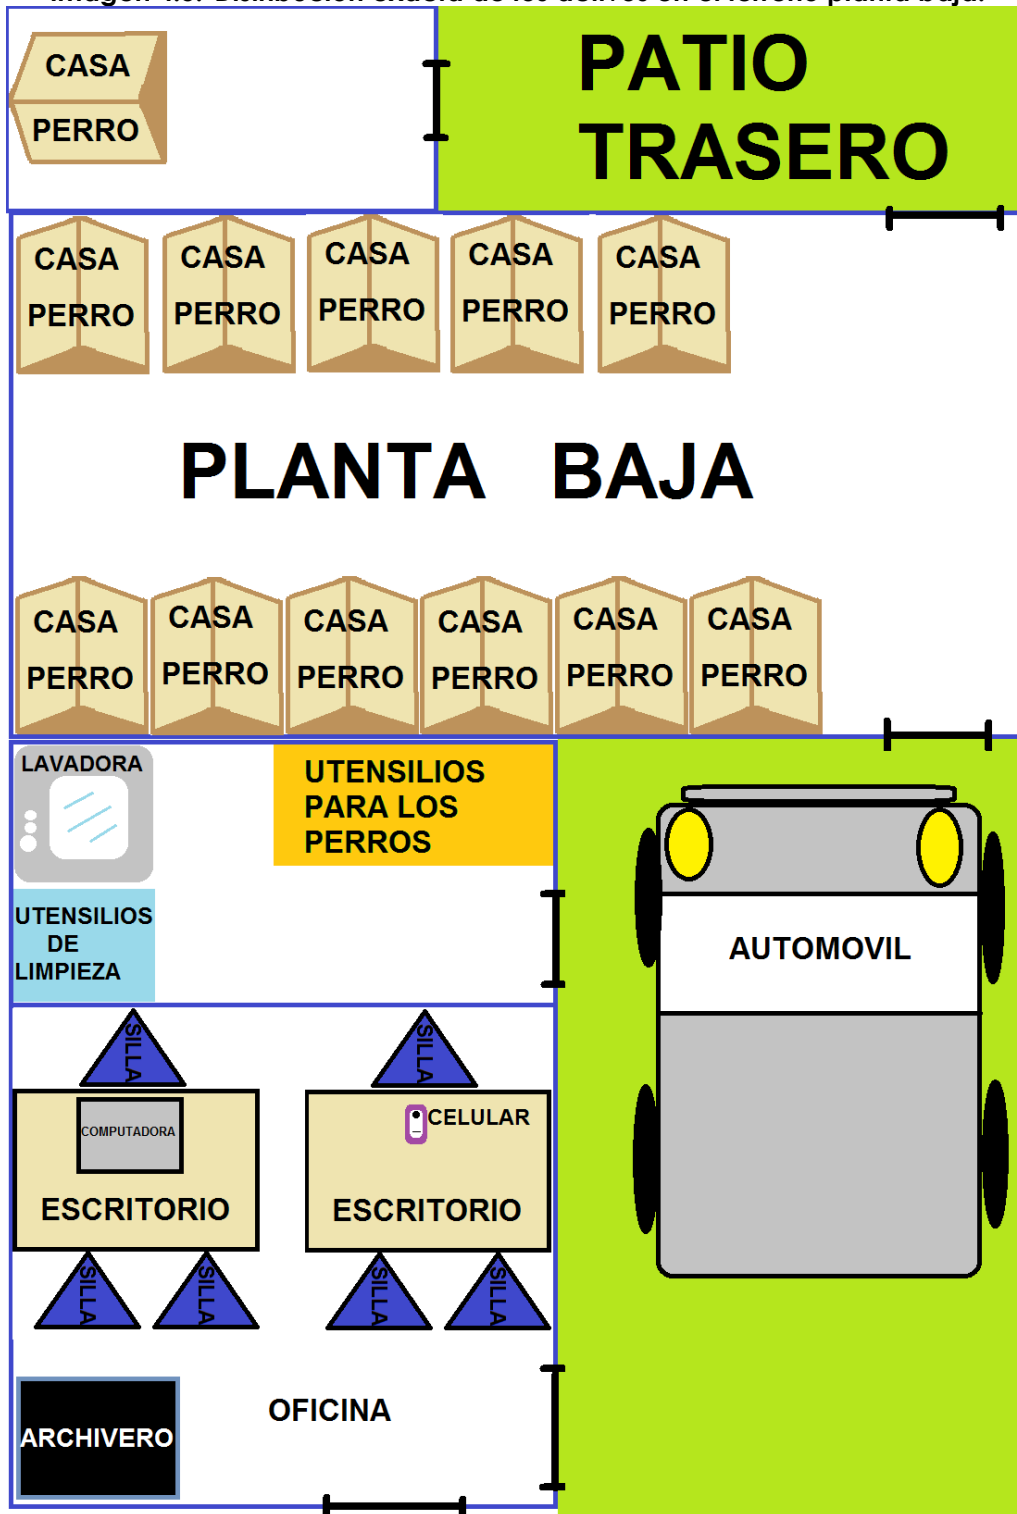 CASA
PERRO
PATIO
TRASERO
CASA
PERRO
CASA
PERRO
CASA
PERRO
CASA
PERRO
CASA
PERRO
PLANTA BAJA
CASA
PERRO
CASA
PERRO
CASA
PERRO
CASA
PERRO
CASA
PERRO
CASA
PERRO
LAVADORA
UTENSILIOS
PARA LOS
PERROS
UTENSILIOS
DE
LIMPIEZA
AUTOMOVIL
SILLA
SILLA
COMPUTADORA
CELULAR
ESCRITORIO
ESCRITORIO
SILLA
SILLA
SILLA
SILLA
OFICINA
ARCHIVERO